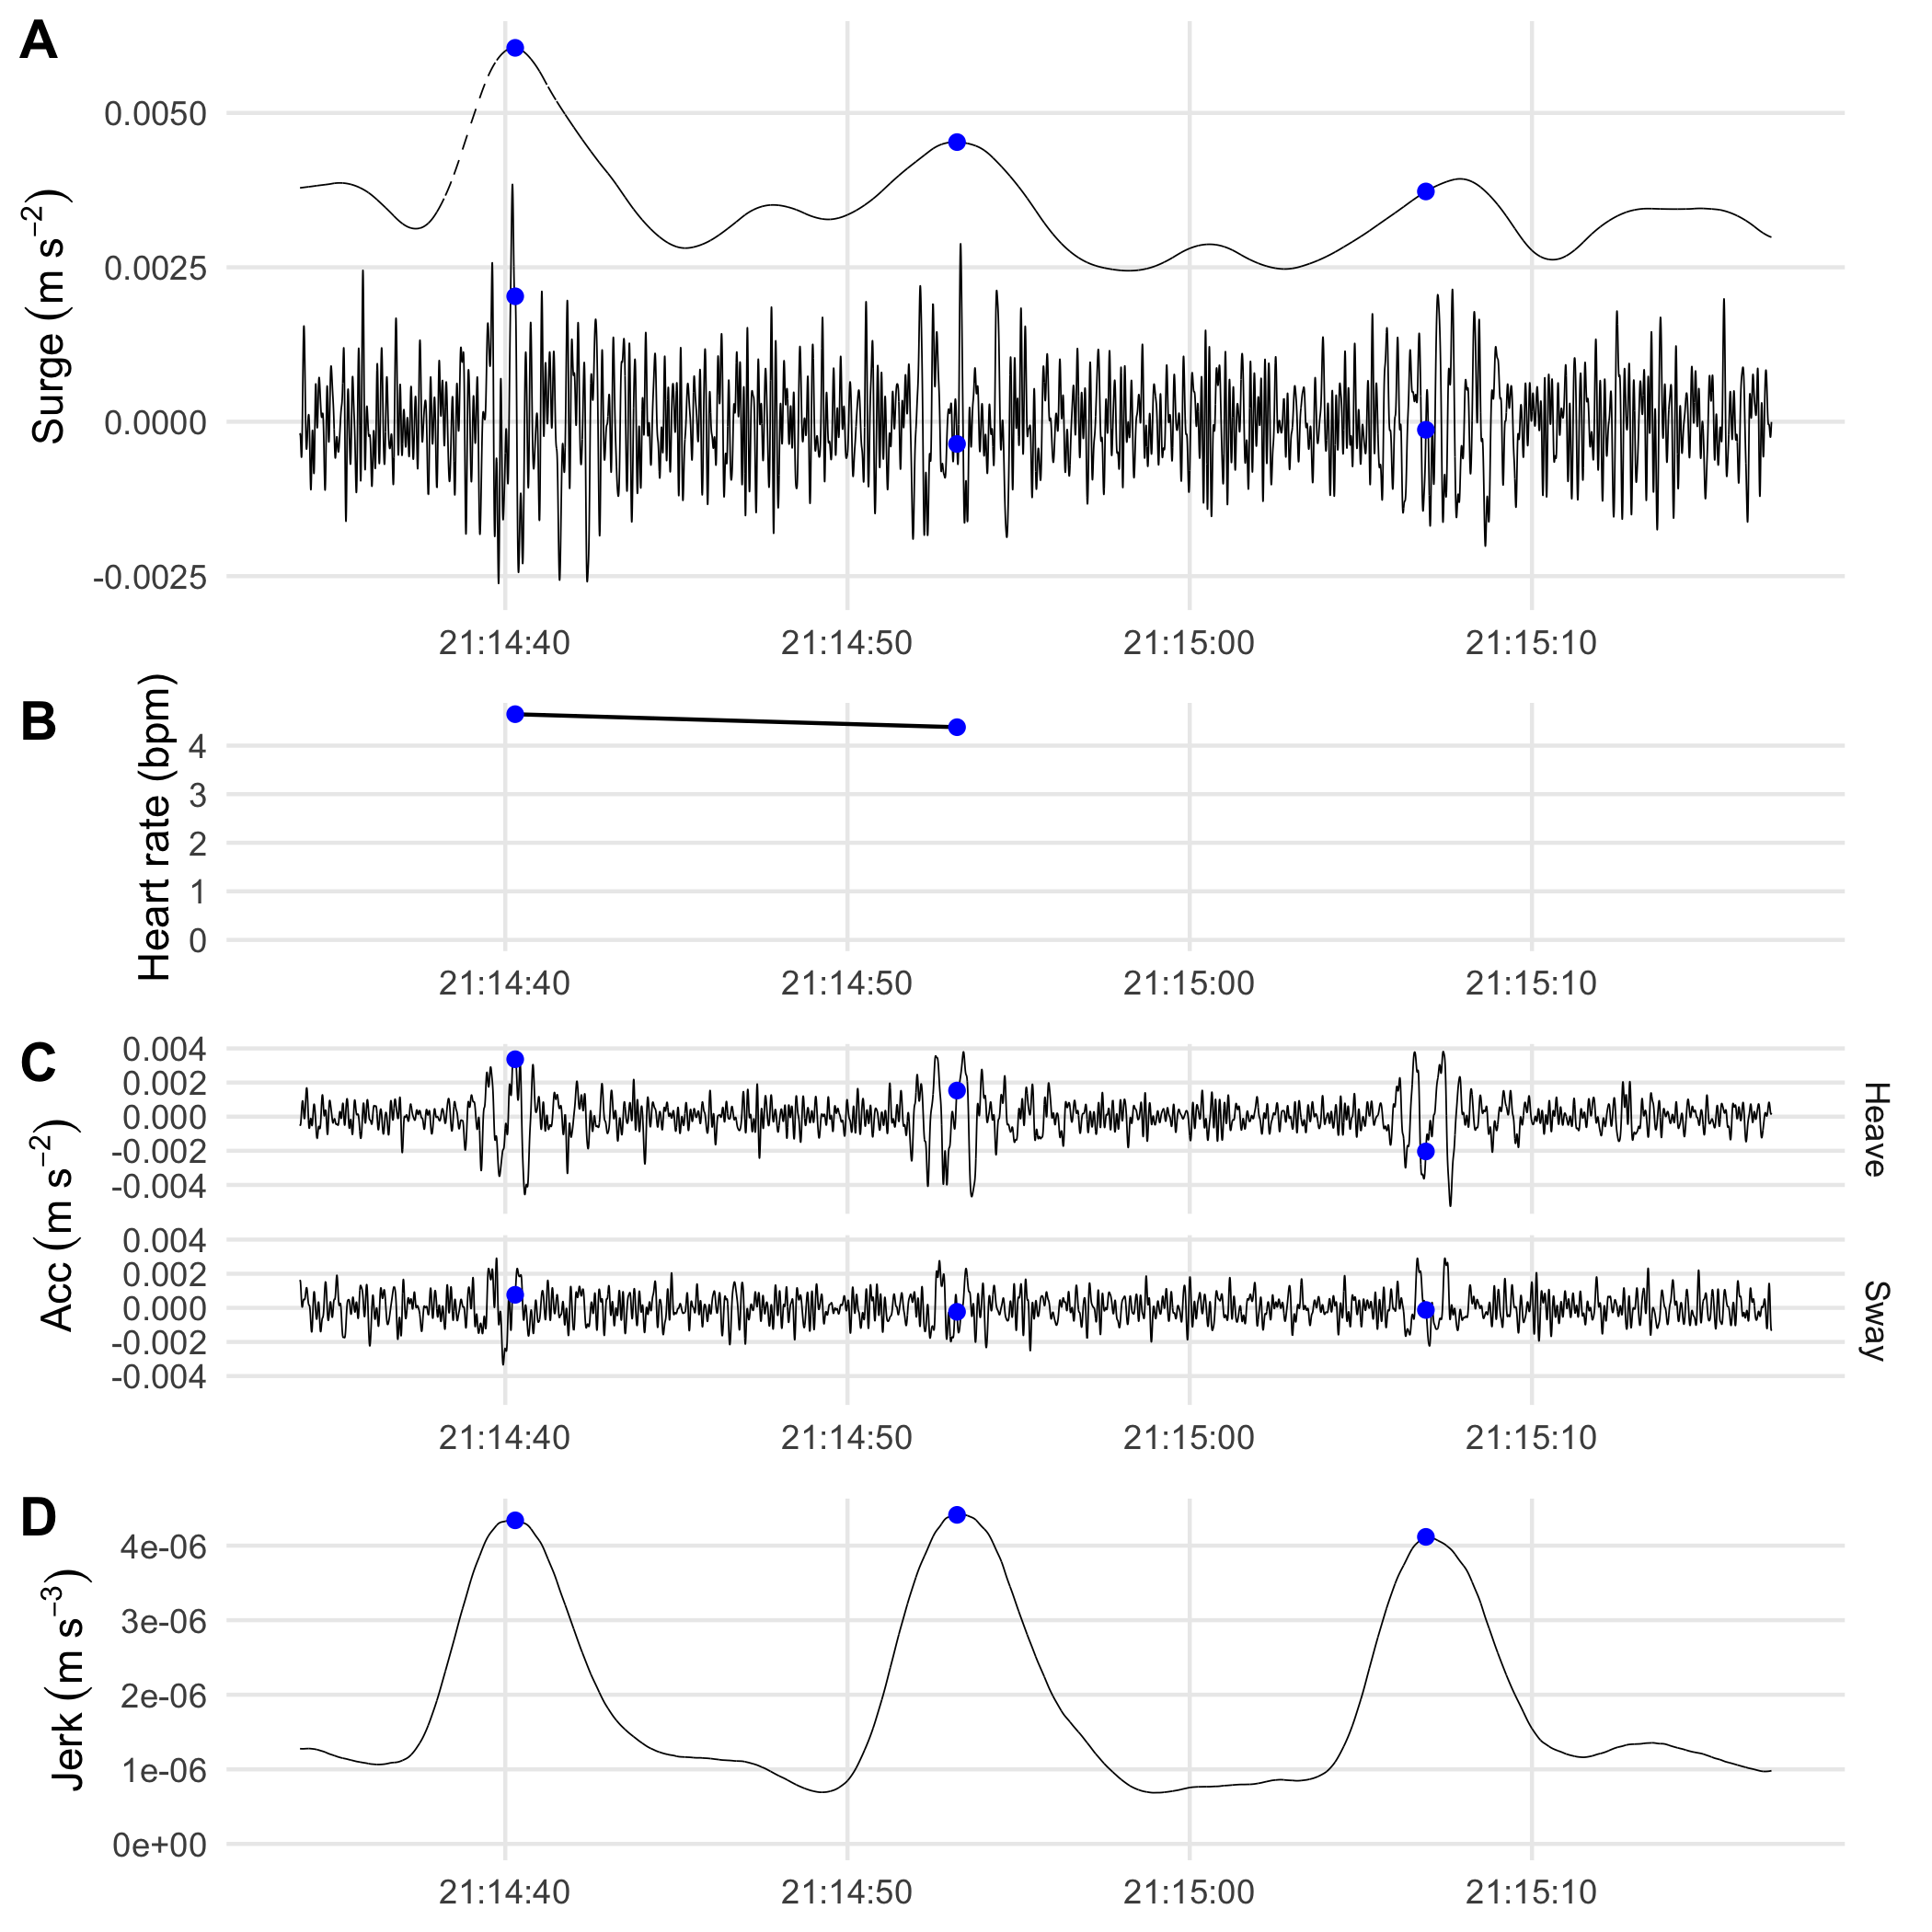 A
Surge (m s−2)
0.0050
0.0025
0.0000
-0.0025
21:14:40 21:14:50 21:15:00 21:15:10
B
Heart rate (bpm)
4
3
2
1
0
21:14:40 21:14:50 21:15:00 21:15:10
C
Acc (m s−2)
0.004
0.002
0.000
-0.002
-0.004
Heave
0.004
0.002
0.000
-0.002
-0.004
Sway
21:14:40 21:14:50 21:15:00 21:15:10
D
Jerk (m s−3)
4e-06
3e-06
2e-06
1e-06
0e+00
21:14:40 21:14:50 21:15:00 21:15:10